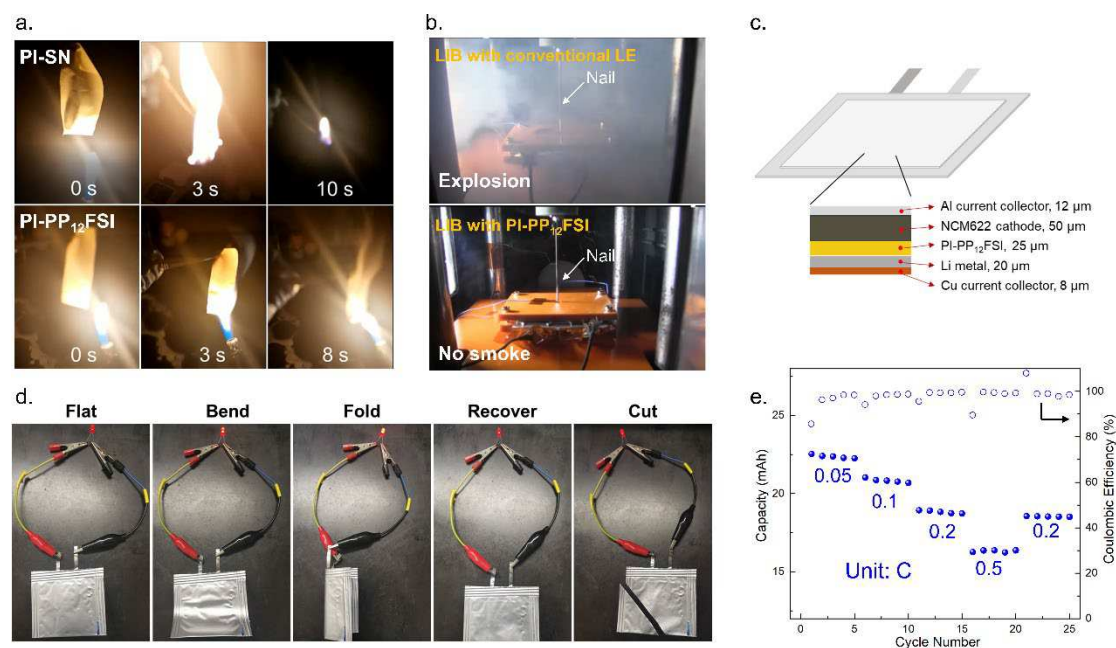 a.
PI-SN
0 s
3 s
10 s
PI-PP₁₂FSI
0 s
3 s
8 s
b.
LIB with conventional LE
Nail
Explosion
LIB with PI-PP₁₂FSI
Nail
No smoke
c.
Al current collector, 12 μm
NCM622 cathode, 50 μm
PI-PP₁₂FSI, 25 μm
Li metal, 20 μm
Cu current collector, 8 μm
d.
Flat
Bend
Fold
Recover
Cut
e.
25
20
15
Capacity (mAh)
0.05
0.1
0.2
0.5
0.2
Unit: C
0
5
10
15
20
25
Cycle Number
100
80
60
40
20
0
Coulombic Efficiency (%)